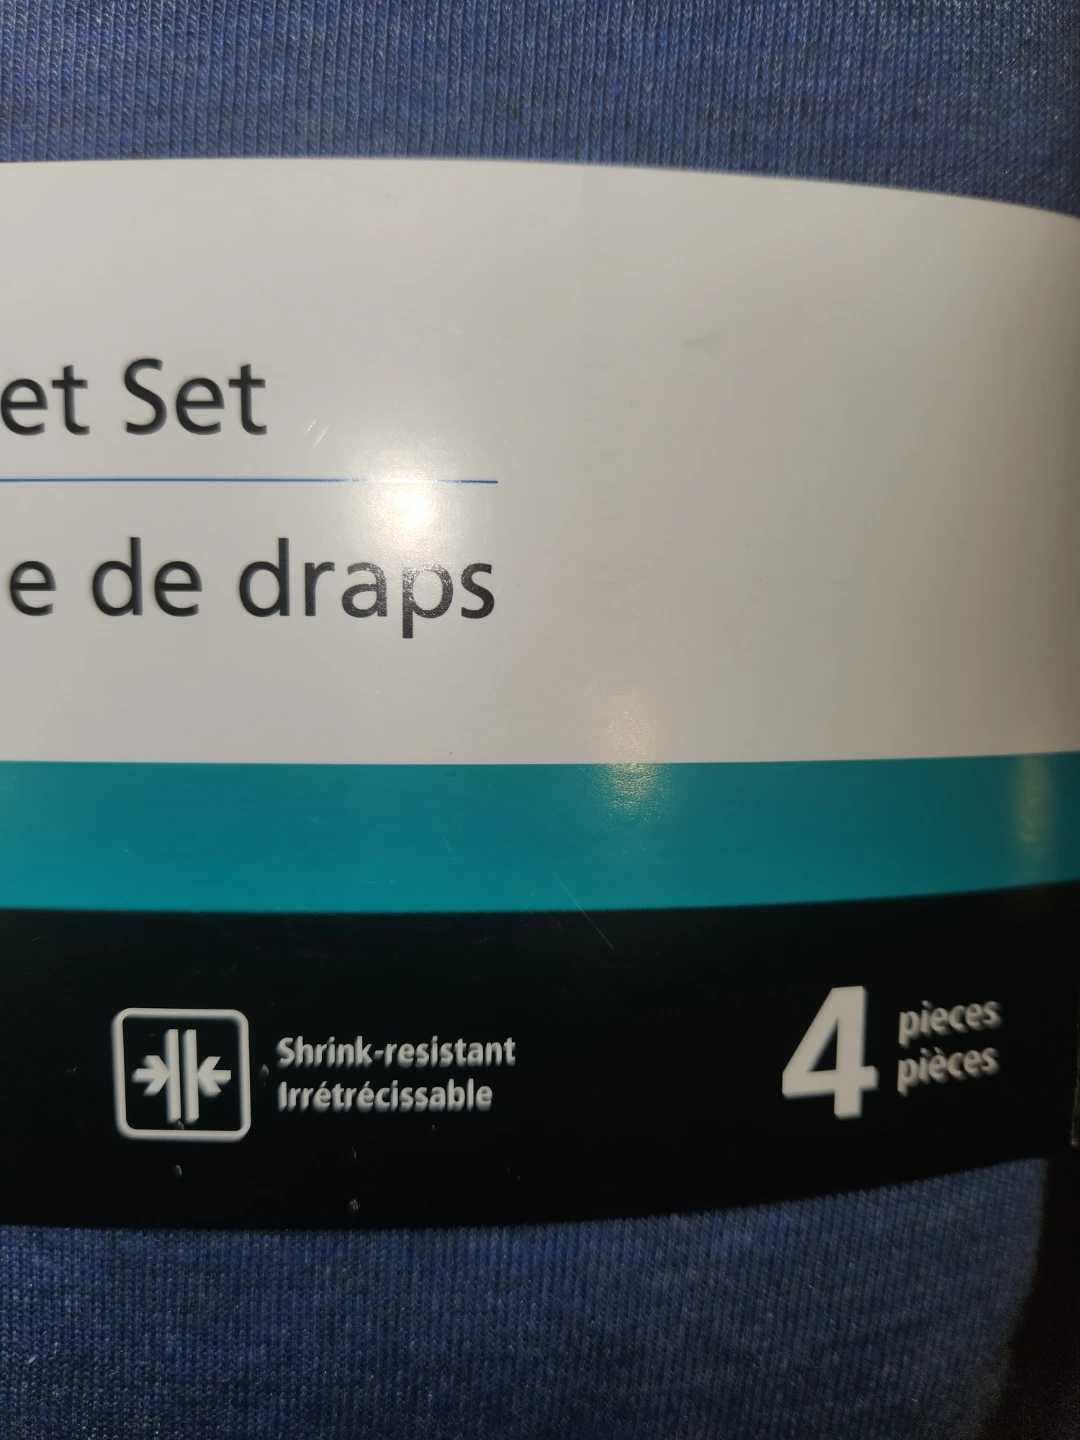 et Set
e de draps
Shrink-resistant
Irrétrécissable
4 pieces
pièces